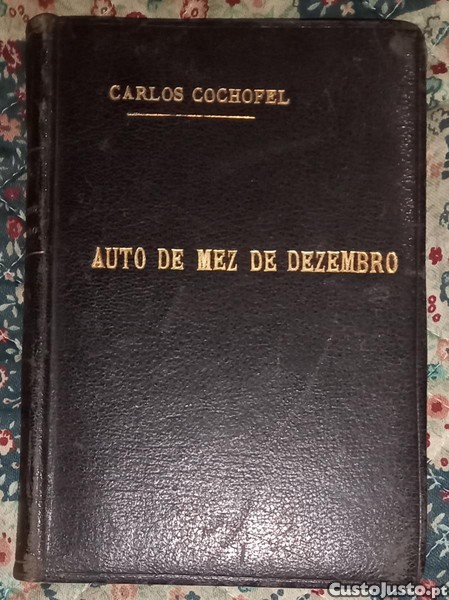 CARLOS COCHOFEL
AUTO DE MEZ DE DEZEMBRO
CustoJusto.pt